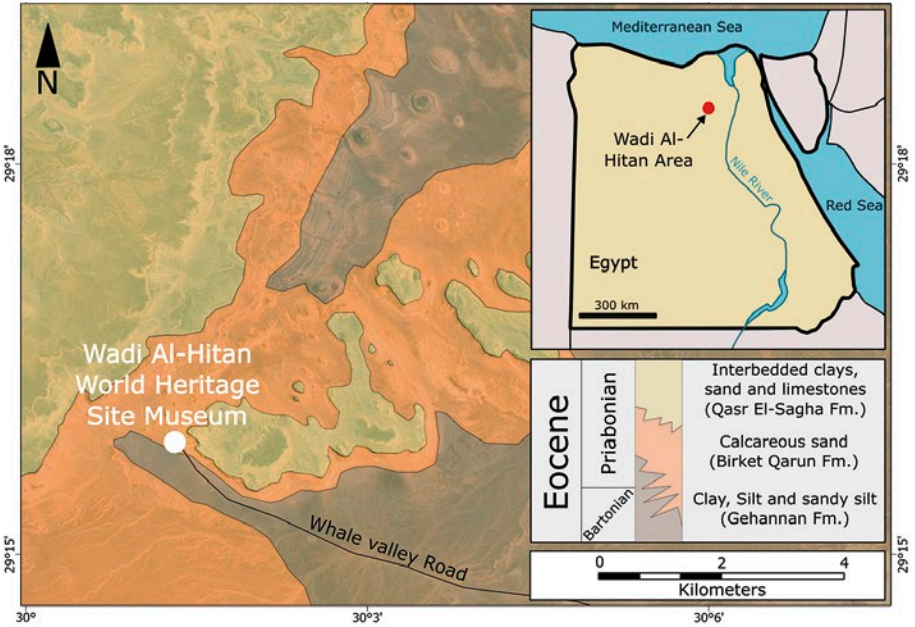 N
Mediterranean Sea
Wadi Al-
Hitan Area
Nile River
Red Sea
Egypt
300 km
29°18'
29°18'
Wadi Al-Hitan
World Heritage
Site Museum
Whale valley Road
Eocene
Priabonian
Bartonian
Interbedded clays,
sand and limestones
(Qasr El-Sagha Fm.)
Calcareous sand
(Birket Qarun Fm.)
Clay, Silt and sandy silt
(Gehannan Fm.)
0 2 4
Kilometers
29°15'
29°15'
30° 30°3' 30°6'